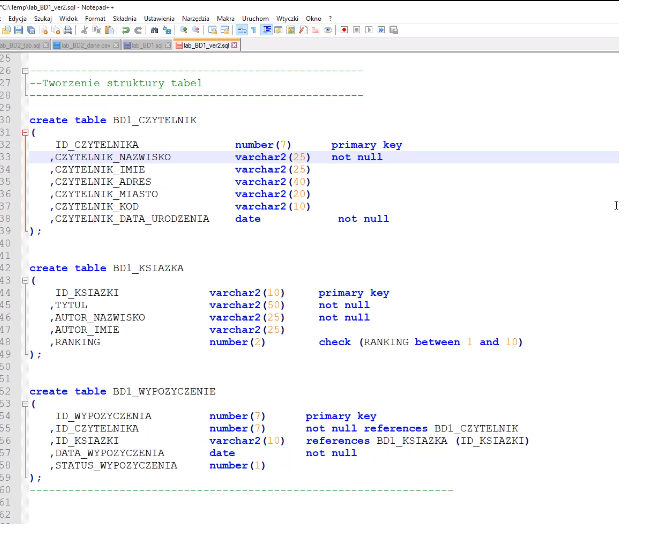 *C:\Temp\lab_BD1_ver2.sql - Notepad++
Edycja Szukaj Widok Format Składnia Ustawienia Narzędzia Makra Uruchom Wtyczki Okno ?
lab_BD2_tab.sql lab_BD2_dane.csv lab_BD1.sql lab_BD1_ver2.sql
25
26 ----------------------------------------------------
27 --Tworzenie struktury tabel
28 ----------------------------------------------------
29
30 create table BD1_CZYTELNIK
31 (
32 ID_CZYTELNIKA number(7) primary key
33 ,CZYTELNIK_NAZWISKO varchar2(25) not null
34 ,CZYTELNIK_IMIE varchar2(25)
35 ,CZYTELNIK_ADRES varchar2(40)
36 ,CZYTELNIK_MIASTO varchar2(20)
37 ,CZYTELNIK_KOD varchar2(10)
38 ,CZYTELNIK_DATA_URODZENIA date not null
39 );
40
41
42 create table BD1_KSIAZKA
43 (
44 ID_KSIAZKI varchar2(10) primary key
45 ,TYTUL varchar2(50) not null
46 ,AUTOR_NAZWISKO varchar2(25) not null
47 ,AUTOR_IMIE varchar2(25)
48 ,RANKING number(2) check (RANKING between 1 and 10)
49 );
50
51
52 create table BD1_WYPOZYCZENIE
53 (
54 ID_WYPOZYCZENIA number(7) primary key
55 ,ID_CZYTELNIKA number(7) not null references BD1_CZYTELNIK
56 ,ID_KSIAZKI varchar2(10) references BD1_KSIAZKA (ID_KSIAZKI)
57 ,DATA_WYPOZYCZENIA date not null
58 ,STATUS_WYPOZYCZENIA number(1)
59 );
60 ------------------------------------------------------------------
61
62